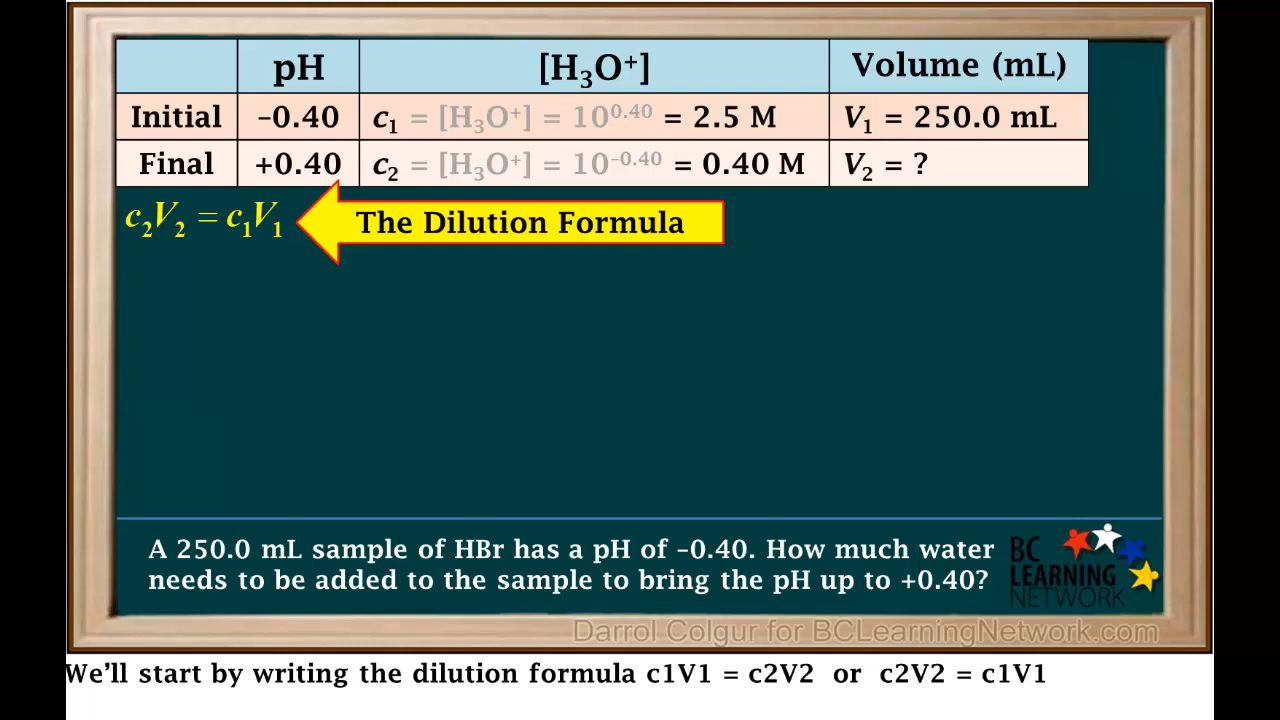 pH [H₃O⁺] Volume (mL)
Initial –0.40 c₁ = [H₃O⁺] = 10⁰·⁴⁰ = 2.5 M V₁ = 250.0 mL
Final +0.40 c₂ = [H₃O⁺] = 10⁻⁰·⁴⁰ = 0.40 M V₂ = ?
c₂V₂ = c₁V₁ The Dilution Formula
A 250.0 mL sample of HBr has a pH of –0.40. How much water
needs to be added to the sample to bring the pH up to +0.40?
BC
LEARNING
NETWORK
Darrol Colgur for BCLearningNetwork.com
We’ll start by writing the dilution formula c1V1 = c2V2 or c2V2 = c1V1